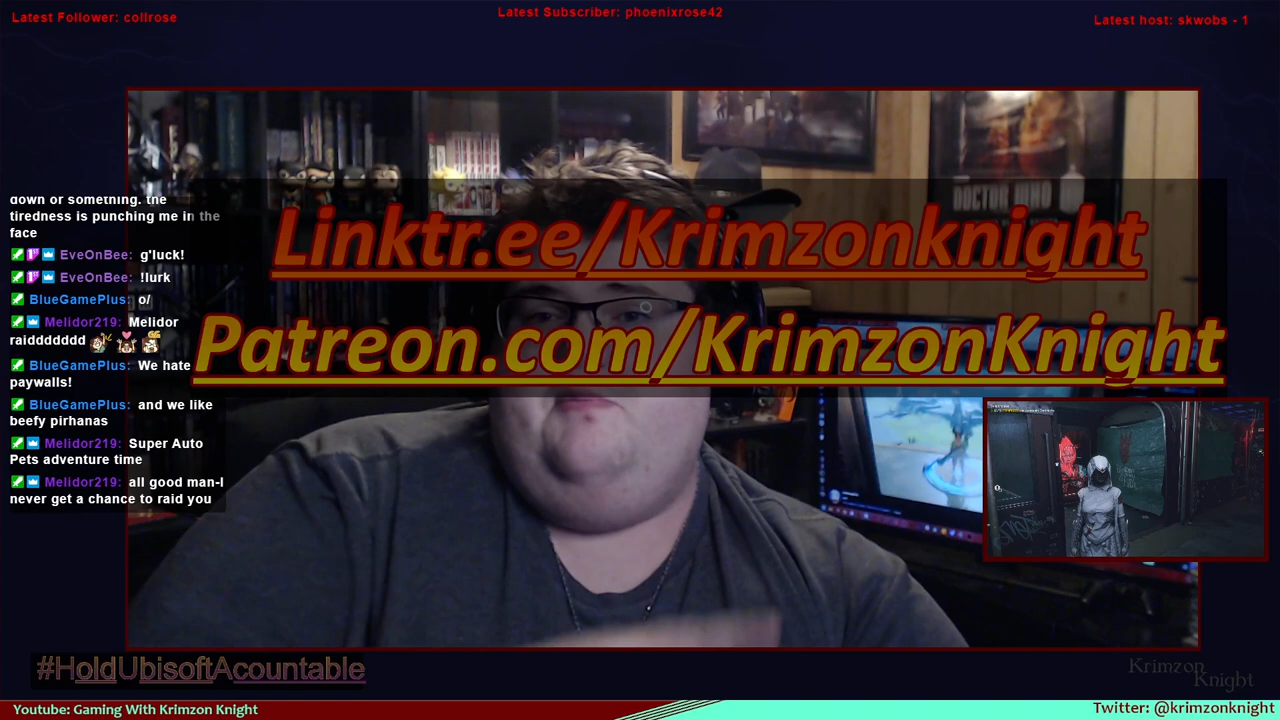 Latest Follower: collrose
Latest Subscriber: phoenixrose42
Latest host: skwobs - 1
DOCTOR WHO
down or something. the
tiredness is punching me in the
face
EveOnBee: g'luck!
EveOnBee: !lurk
BlueGamePlus: o/
Melidor219: Melidor
raidddddddd
BlueGamePlus: We hate
paywalls!
BlueGamePlus: and we like
beefy pirhanas
Melidor219: Super Auto
Pets adventure time
Melidor219: all good man-I
never get a chance to raid you
Linktr.ee/Krimzonknight
Patreon.com/KrimzonKnight
#HoldUbisoftAcountable
Krimzon
Knight
Youtube: Gaming With Krimzon Knight
Twitter: @krimzonknight